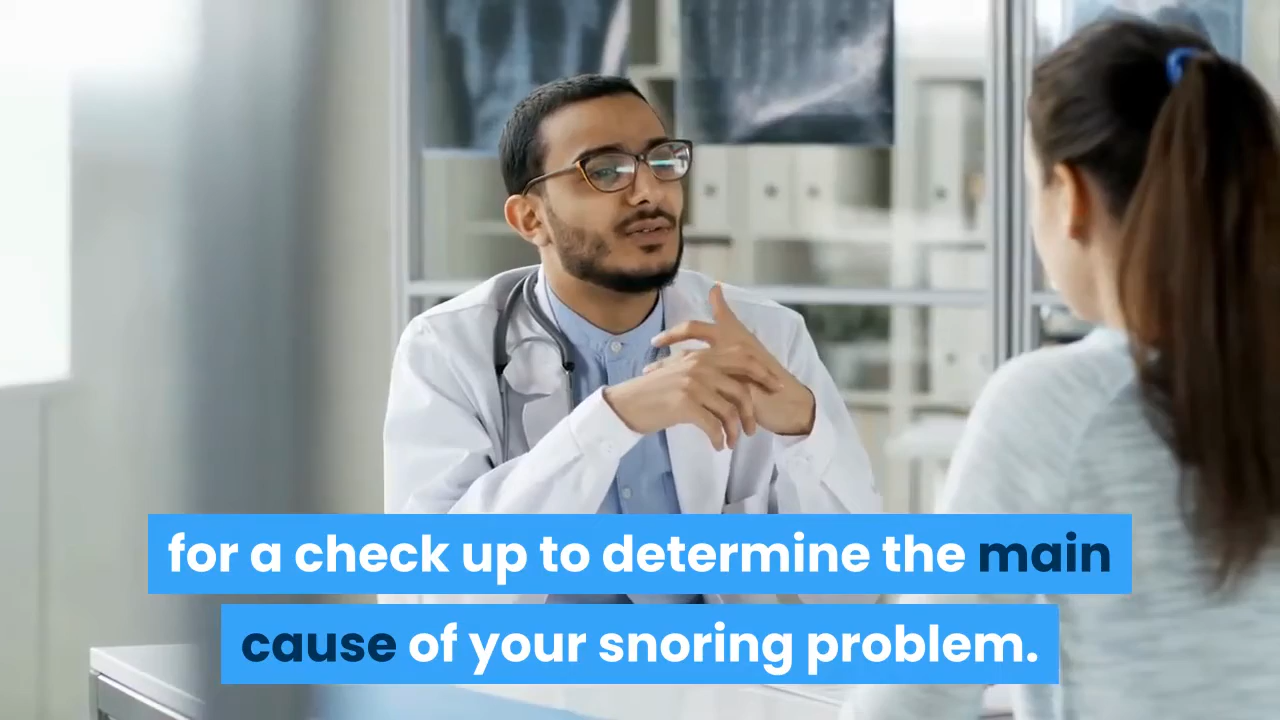 for a check up to determine the main
cause of your snoring problem.